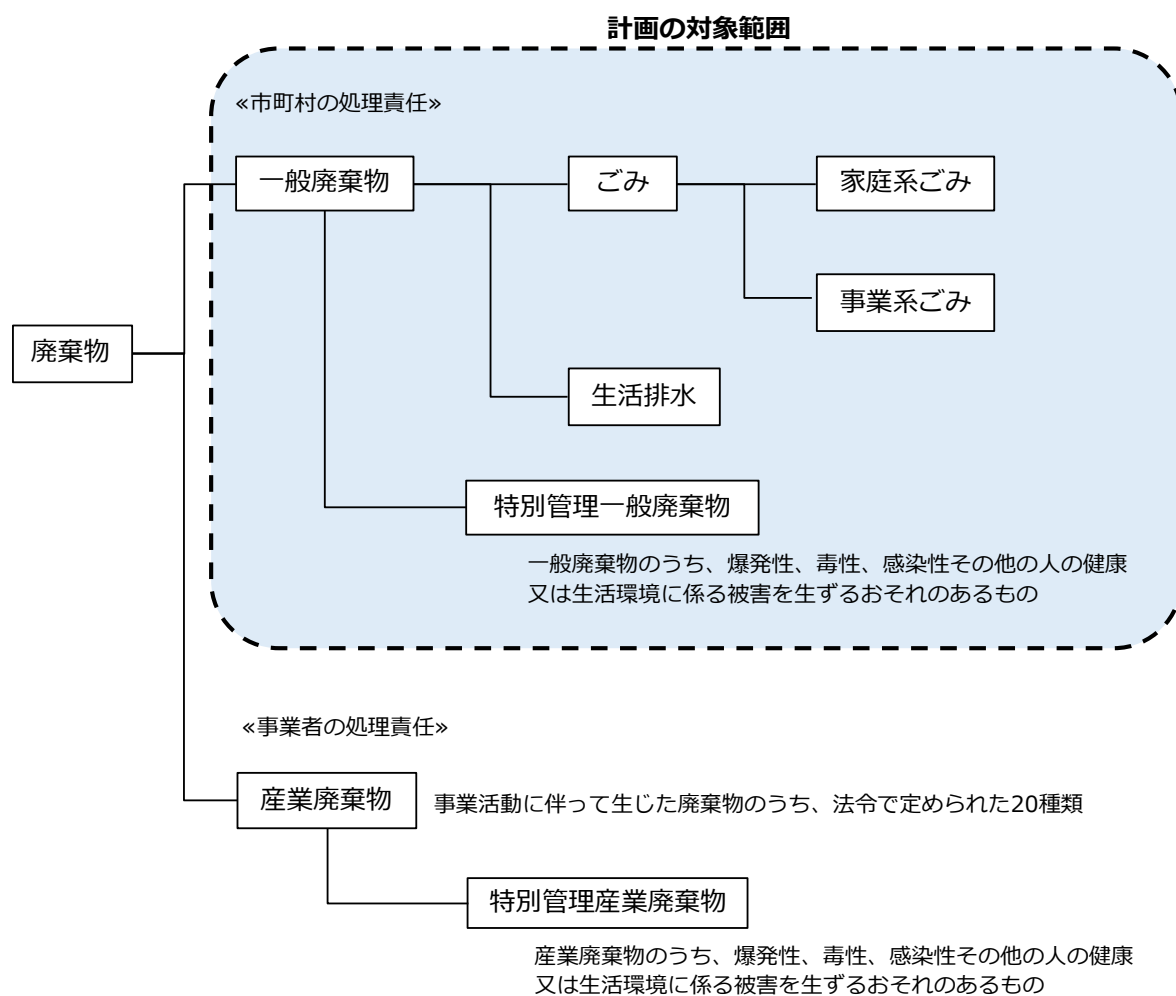 計画の対象範囲
≪市町村の処理責任≫
一般廃棄物
ごみ
家庭系ごみ
事業系ごみ
廃棄物
生活排水
特別管理一般廃棄物
一般廃棄物のうち、爆発性、毒性、感染性その他の人の健康
又は生活環境に係る被害を生ずるおそれのあるもの
≪事業者の処理責任≫
産業廃棄物
事業活動に伴って生じた廃棄物のうち、法令で定められた20種類
特別管理産業廃棄物
産業廃棄物のうち、爆発性、毒性、感染性その他の人の健康
又は生活環境に係る被害を生ずるおそれのあるもの